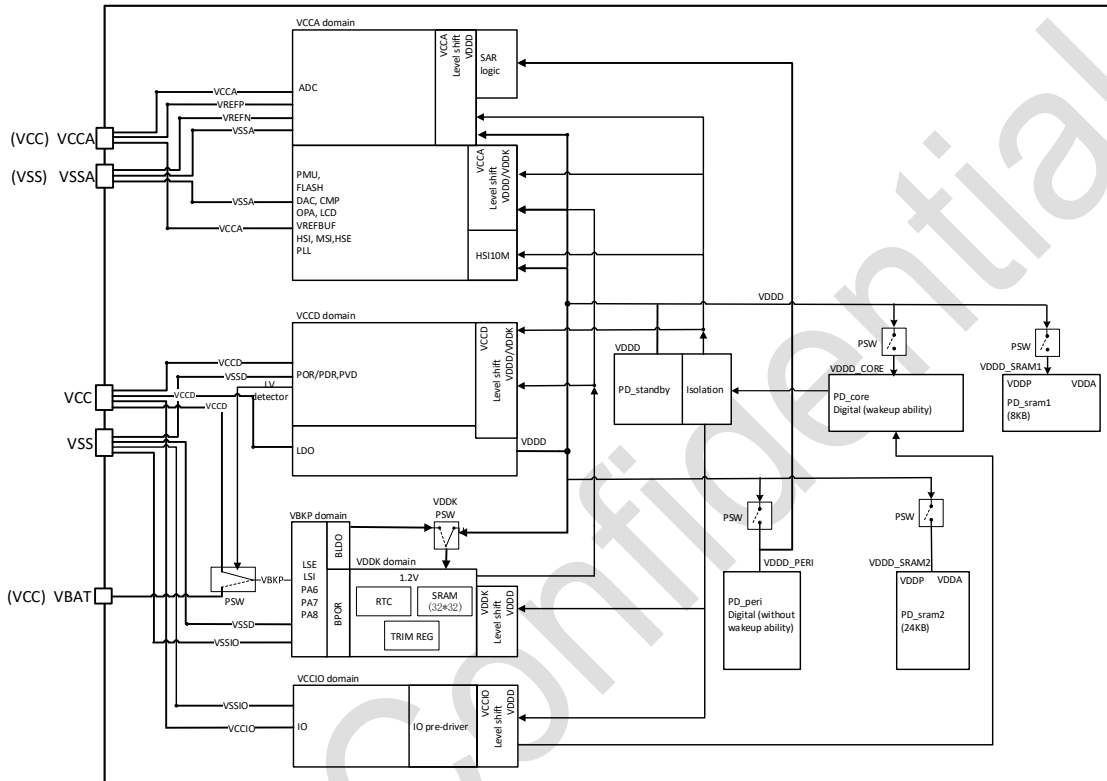 VCCA domain
VCCA
Level shift
VDDD
SAR
logic
ADC
VCCA
VREFP
VREFN
VSSA
(VCC) VCCA
(VSS) VSSA
PMU,
FLASH
DAC, CMP
OPA, LCD
VREFBUF
HSI, MSI,HSE
PLL
VCCA
Level shift
VDDD/VDDK
HSI10M
VSSA
VCCA
VDDD
VCCD domain
VCCD
Level shift
VDDD/VDDK
VDDD
PD_standby
Isolation
PSW
PSW
VDDD_CORE
VDDD_SRAM1
PD_core
Digital (wakeup ability)
VDDP
VDDA
PD_sram1
(8KB)
VCCD
VSSD
POR/PDR,PVD
LV
detector
VCCD
VCCD
VCC
VSS
LDO
VDDD
VDDK
PSW
VBKP domain
BLDO
BPOR
LSE
LSI
PA6
PA7
PA8
VDDK domain
1.2V
RTC
SRAM
(32*32)
TRIM REG
VDDK
Level shift
VDDD
VBKP
PSW
(VCC) VBAT
VSSD
VSSIO
PSW
PSW
VDDD_PERI
VDDD_SRAM2
PD_peri
Digital (without
wakeup ability)
VDDP
VDDA
PD_sram2
(24KB)
VCCIO domain
VSSIO
VCCIO
IO
IO pre-driver
VCCIO
Level shift
VDDD
Confidential